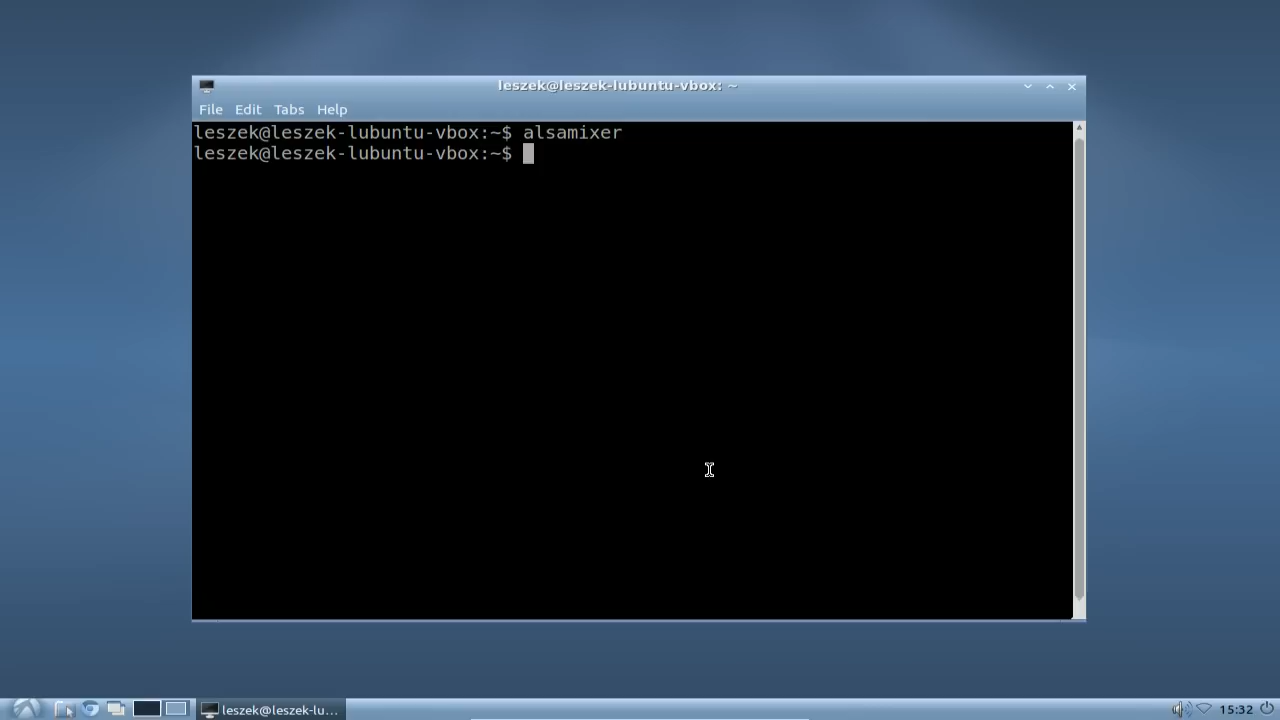 leszek@leszek-lubuntu-vbox: ~
File Edit Tabs Help
leszek@leszek-lubuntu-vbox:~$ alsamixer
leszek@leszek-lubuntu-vbox:~$
leszek@leszek-lu... 15:32